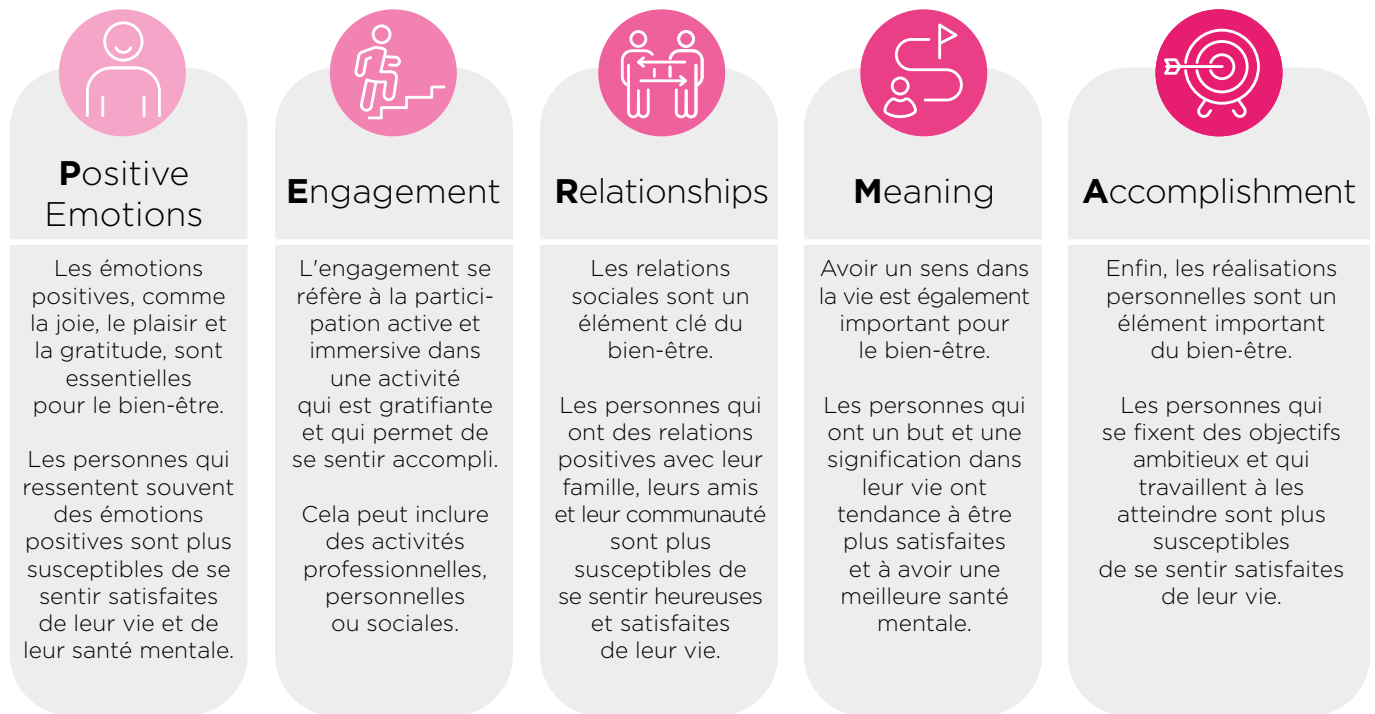 Positive
Emotions
Les émotions
positives, comme
la joie, le plaisir et
la gratitude, sont
essentielles
pour le bien-être.
Les personnes qui
ressentent souvent
des émotions
positives sont plus
susceptibles de se
sentir satisfaites
de leur vie et de
leur santé mentale.
Engagement
L'engagement se
réfère à la partici-
pation active et
immersive dans
une activité
qui est gratifiante
et qui permet de
se sentir accompli.
Cela peut inclure
des activités
professionnelles,
personnelles
ou sociales.
Relationships
Les relations
sociales sont un
élément clé du
bien-être.
Les personnes qui
ont des relations
positives avec leur
famille, leurs amis
et leur communauté
sont plus
susceptibles de
se sentir heureuses
et satisfaites
de leur vie.
Meaning
Avoir un sens dans
la vie est également
important pour
le bien-être.
Les personnes qui
ont un but et une
signification dans
leur vie ont
tendance à être
plus satisfaites
et à avoir une
meilleure santé
mentale.
Accomplishment
Enfin, les réalisations
personnelles sont un
élément important
du bien-être.
Les personnes qui
se fixent des objectifs
ambitieux et qui
travaillent à les
atteindre sont plus
susceptibles
de se sentir satisfaites
de leur vie.